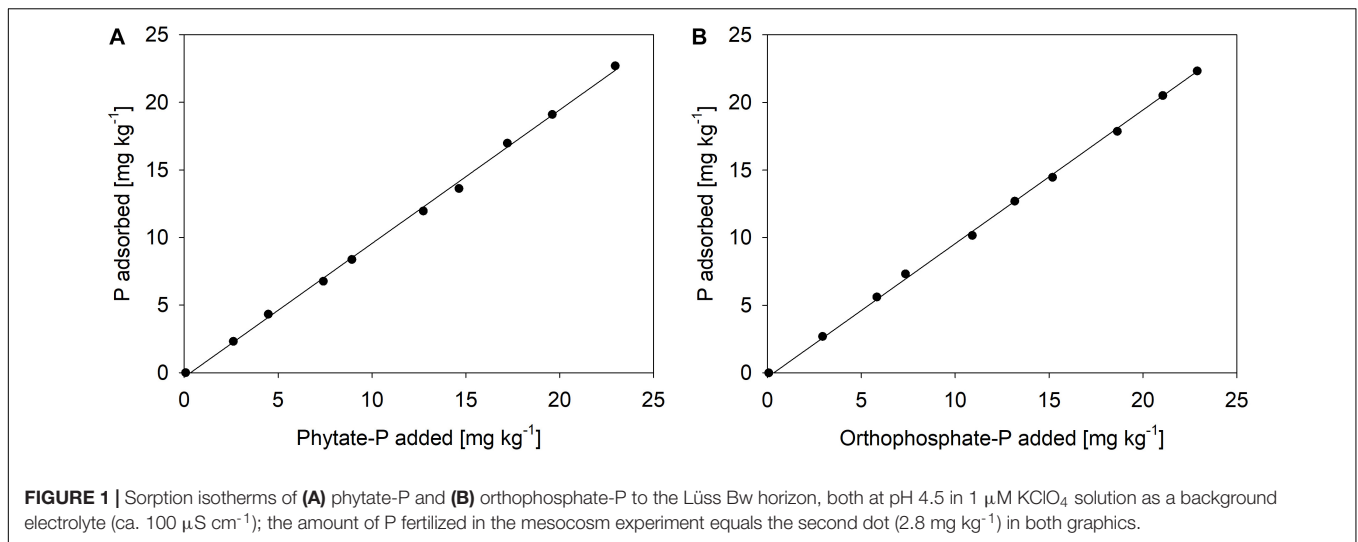 A
25
20
15
10
5
0
P adsorbed [mg kg⁻¹]
0 5 10 15 20 25
Phytate-P added [mg kg⁻¹]
B
25
20
15
10
5
0
P adsorbed [mg kg⁻¹]
0 5 10 15 20 25
Orthophosphate-P added [mg kg⁻¹]
FIGURE 1 | Sorption isotherms of (A) phytate-P and (B) orthophosphate-P to the Lüss Bw horizon, both at pH 4.5 in 1 μM KClO₄ solution as a background
electrolyte (ca. 100 μS cm⁻¹); the amount of P fertilized in the mesocosm experiment equals the second dot (2.8 mg kg⁻¹) in both graphics.